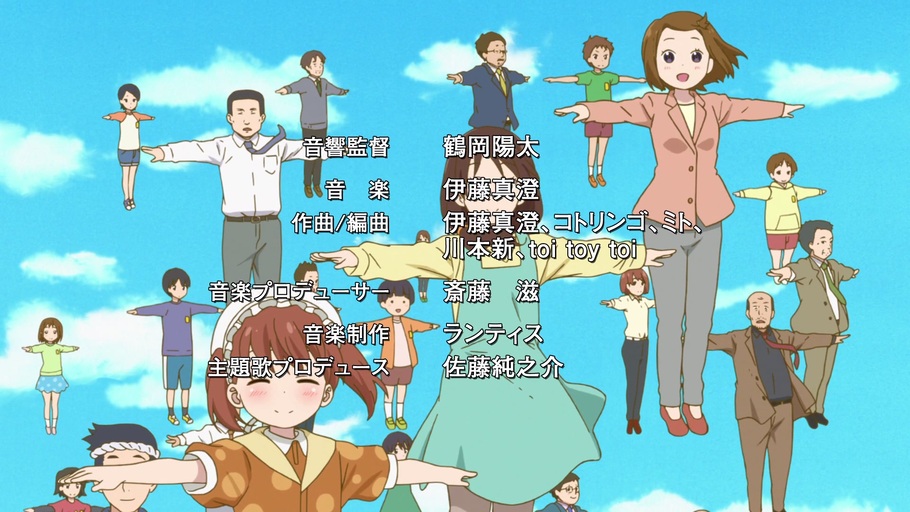 音響監督　鶴岡陽太
音　楽　伊藤真澄
作曲/編曲　伊藤真澄、コトリンゴ、ミト、
川本新、toi toy toi
音楽プロデューサー　斎藤　滋
音楽制作　ランティス
主題歌プロデュース　佐藤純之介